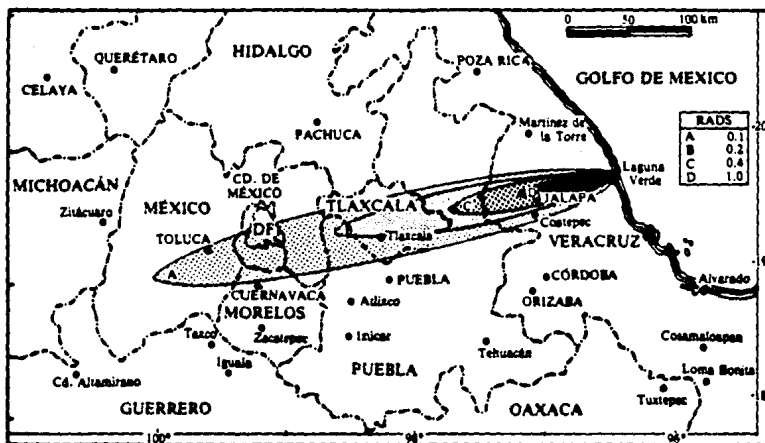 0 50 100 km
HIDALGO
QUERÉTARO
POZA RICA
GOLFO DE MEXICO
CELAYA
PACHUCA
Martínez de
la Torre
20
RADS
A 0.1
B 0.2
C 0.4
D 1.0
CD. DE
MÉXICO
Laguna
Verde
MICHOACÁN
MÉXICO
TLAXCALA
C
D
JALAPA
Zitácuaro
DF
Coatepec
TOLUCA
Tlaxcala
VERACRUZ
A
PUEBLA
CÓRDOBA
Alvarado
CUERNAVACA
Atlixco
ORIZABA
MORELOS
Taxco
Zacatepec
Izúcar
Tehuacán
Cosamaloapan
Iguala
PUEBLA
Cd. Altamirano
Loma Bonita
Tuxtepec
GUERRERO
OAXACA
100°
98°
96°